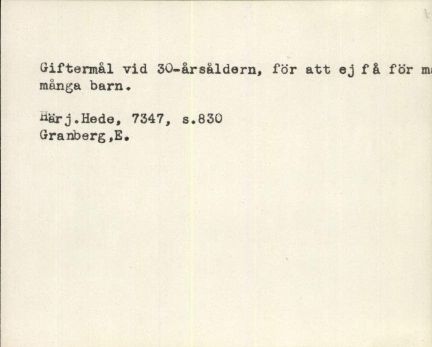 Giftermål vid 30-årsåldern, för att ej få för m
många barn.
Härj.Hede, 7347, s.830
Granberg,E.